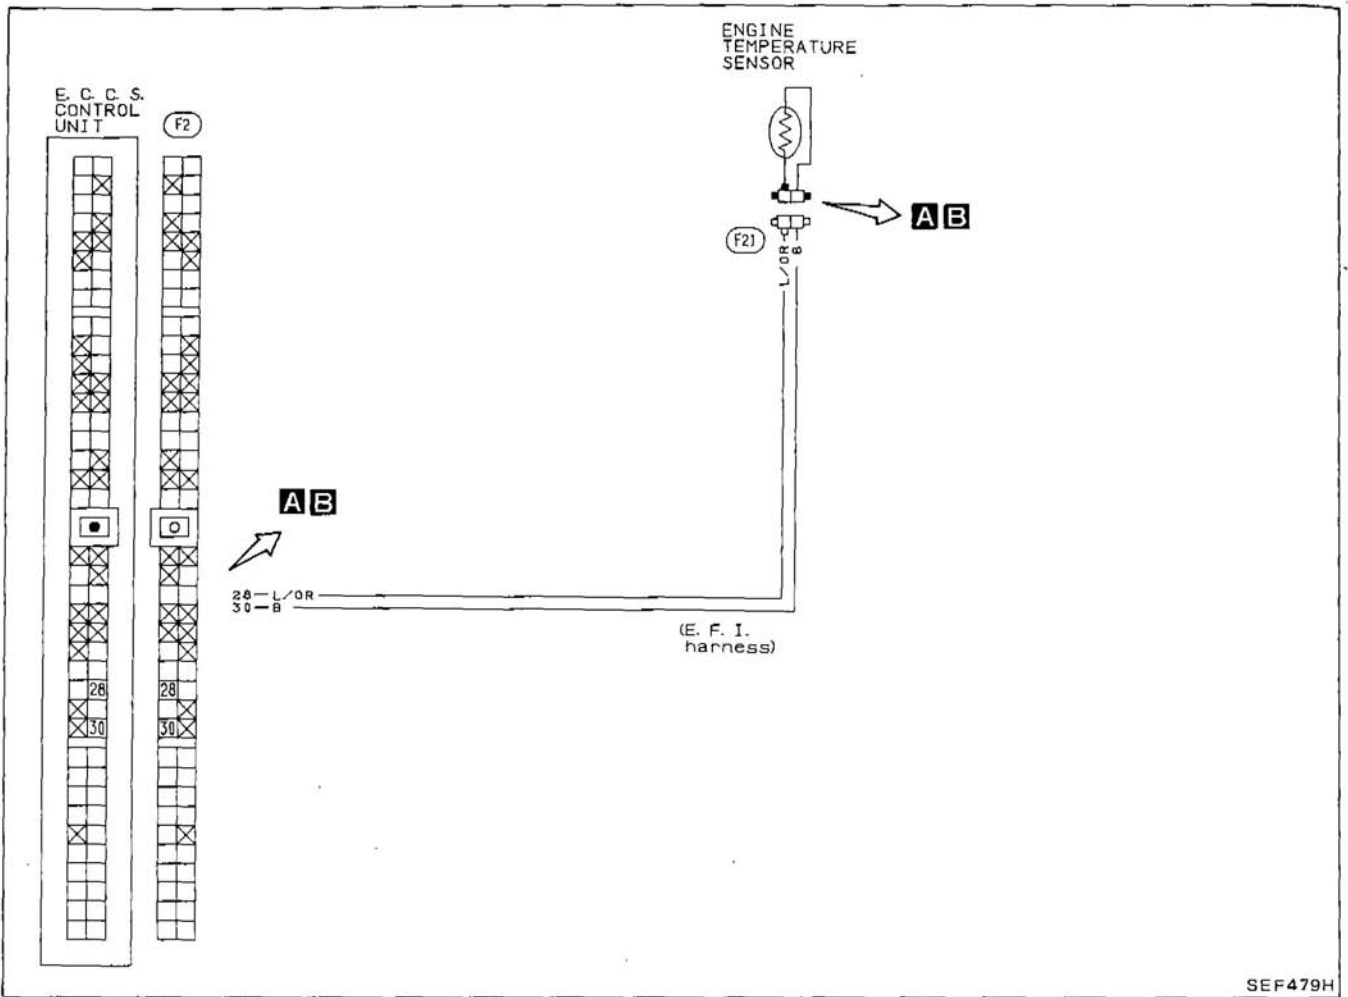 ENGINE
TEMPERATURE
SENSOR
E. C. C. S.
CONTROL
UNIT
F2
A B
F21
L/OR
B
A B
28—L/OR
30—B
(E. F. I.
harness)
28
28
30
30
SEF479H